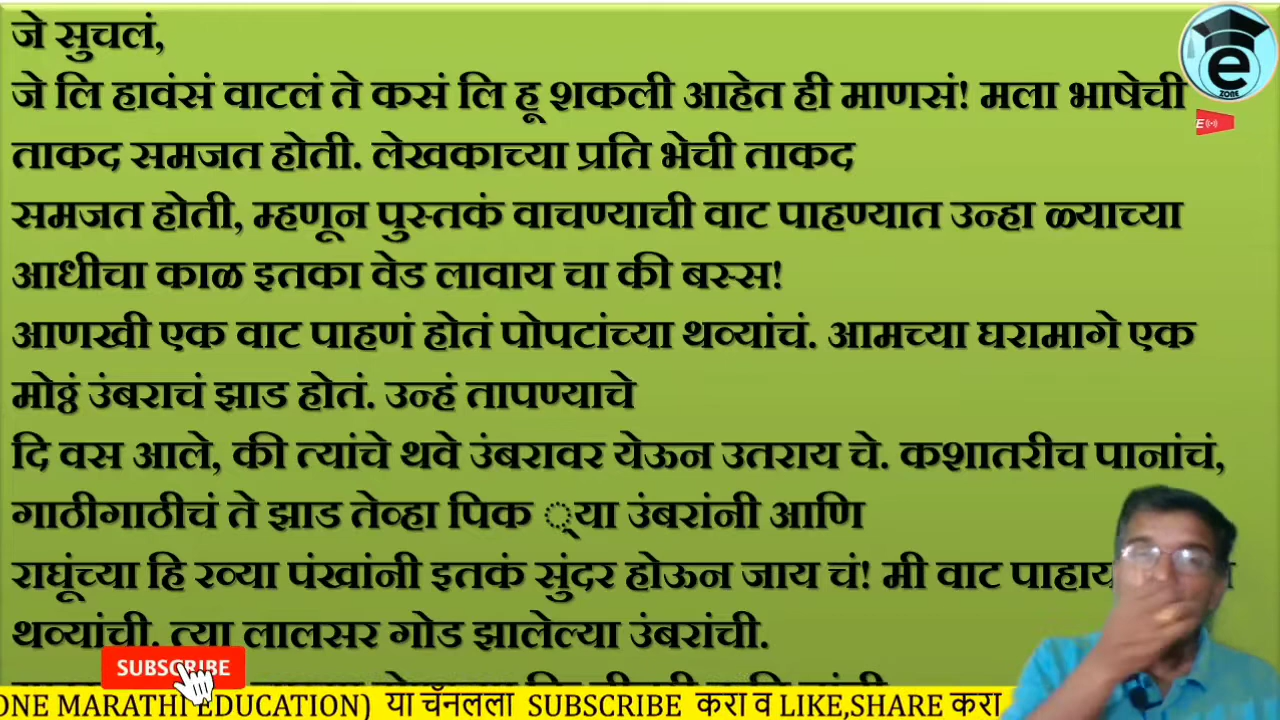 जे सुचलं,
जे लि हावंसं वाटलं ते कसं लि हू शकली आहेत ही माणसं! मला भाषेची
ताकद समजत होती. लेखकाच्या प्रति भेची ताकद
समजत होती, म्हणून पुस्तकं वाचण्याची वाट पाहण्यात उन्हा ळ्याच्या
आधीचा काळ इतका वेड लावाय चा की बस्स!
आणखी एक वाट पाहणं होतं पोपटांच्या थव्यांचं. आमच्या घरामागे एक
मोठ्ठं उंबराचं झाड होतं. उन्हं तापण्याचे
दि वस आले, की त्यांचे थवे उंबरावर येऊन उतराय चे. कशातरीच पानांचं,
गाठीगाठीचं ते झाड तेव्हा पिक ्या उंबरांनी आणि
राघूंच्या हि रव्या पंखांनी इतकं सुंदर होऊन जाय चं! मी वाट पाहाय
थव्यांची. त्या लालसर गोड झालेल्या उंबरांची.
e
ZONE
SUBSCRIBE
ONE MARATHI EDUCATION) या चॅनलला SUBSCRIBE करा व LIKE,SHARE करा